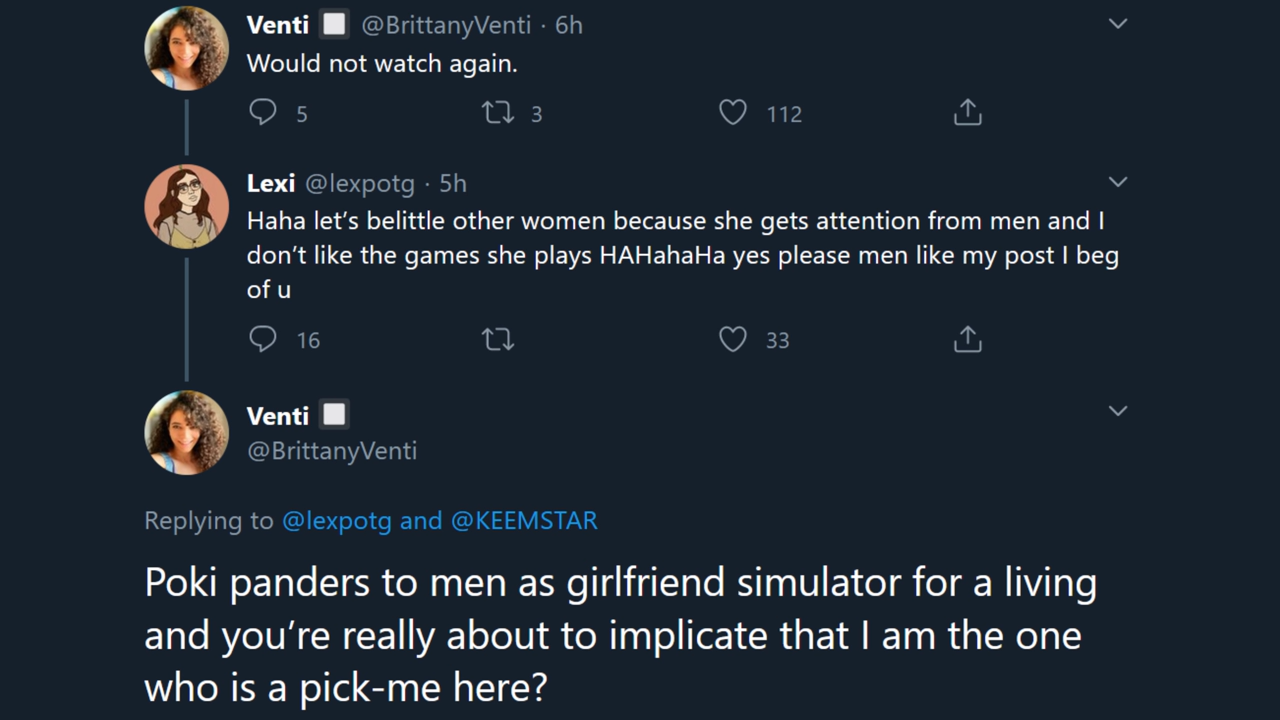 Venti ⬜ @BrittanyVenti · 6h
Would not watch again.
5 3 112
Lexi @lexpotg · 5h
Haha let’s belittle other women because she gets attention from men and I
don’t like the games she plays HAHahaHa yes please men like my post I beg
of u
16 33
Venti ⬜
@BrittanyVenti
Replying to @lexpotg and @KEEMSTAR
Poki panders to men as girlfriend simulator for a living
and you’re really about to implicate that I am the one
who is a pick-me here?